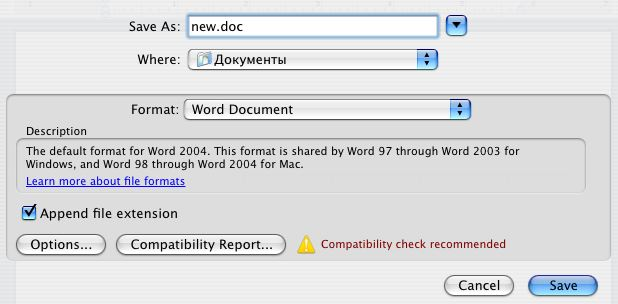 Save As: new.doc
Where: Документы
Format: Word Document
Description
The default format for Word 2004. This format is shared by Word 97 through Word 2003 for
Windows, and Word 98 through Word 2004 for Mac.
Learn more about file formats
Append file extension
Options... Compatibility Report... Compatibility check recommended
Cancel Save